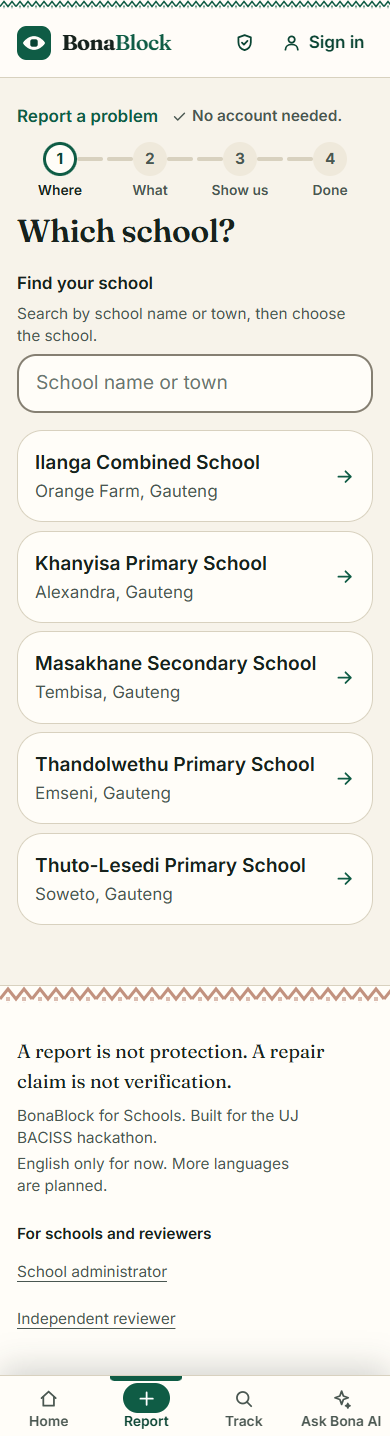 BonaBlock
Sign in
Report a problem
No account needed.
1
2
3
4
Where
What
Show us
Done
Which school?
Find your school
Search by school name or town, then choose
the school.
School name or town
Ilanga Combined School
Orange Farm, Gauteng
Khanyisa Primary School
Alexandra, Gauteng
Masakhane Secondary School
Tembisa, Gauteng
Thandolwethu Primary School
Emseni, Gauteng
Thuto-Lesedi Primary School
Soweto, Gauteng
A report is not protection. A repair
claim is not verification.
BonaBlock for Schools. Built for the UJ
BACISS hackathon.
English only for now. More languages
are planned.
For schools and reviewers
School administrator
Independent reviewer
Home
Report
Track
Ask Bona AI